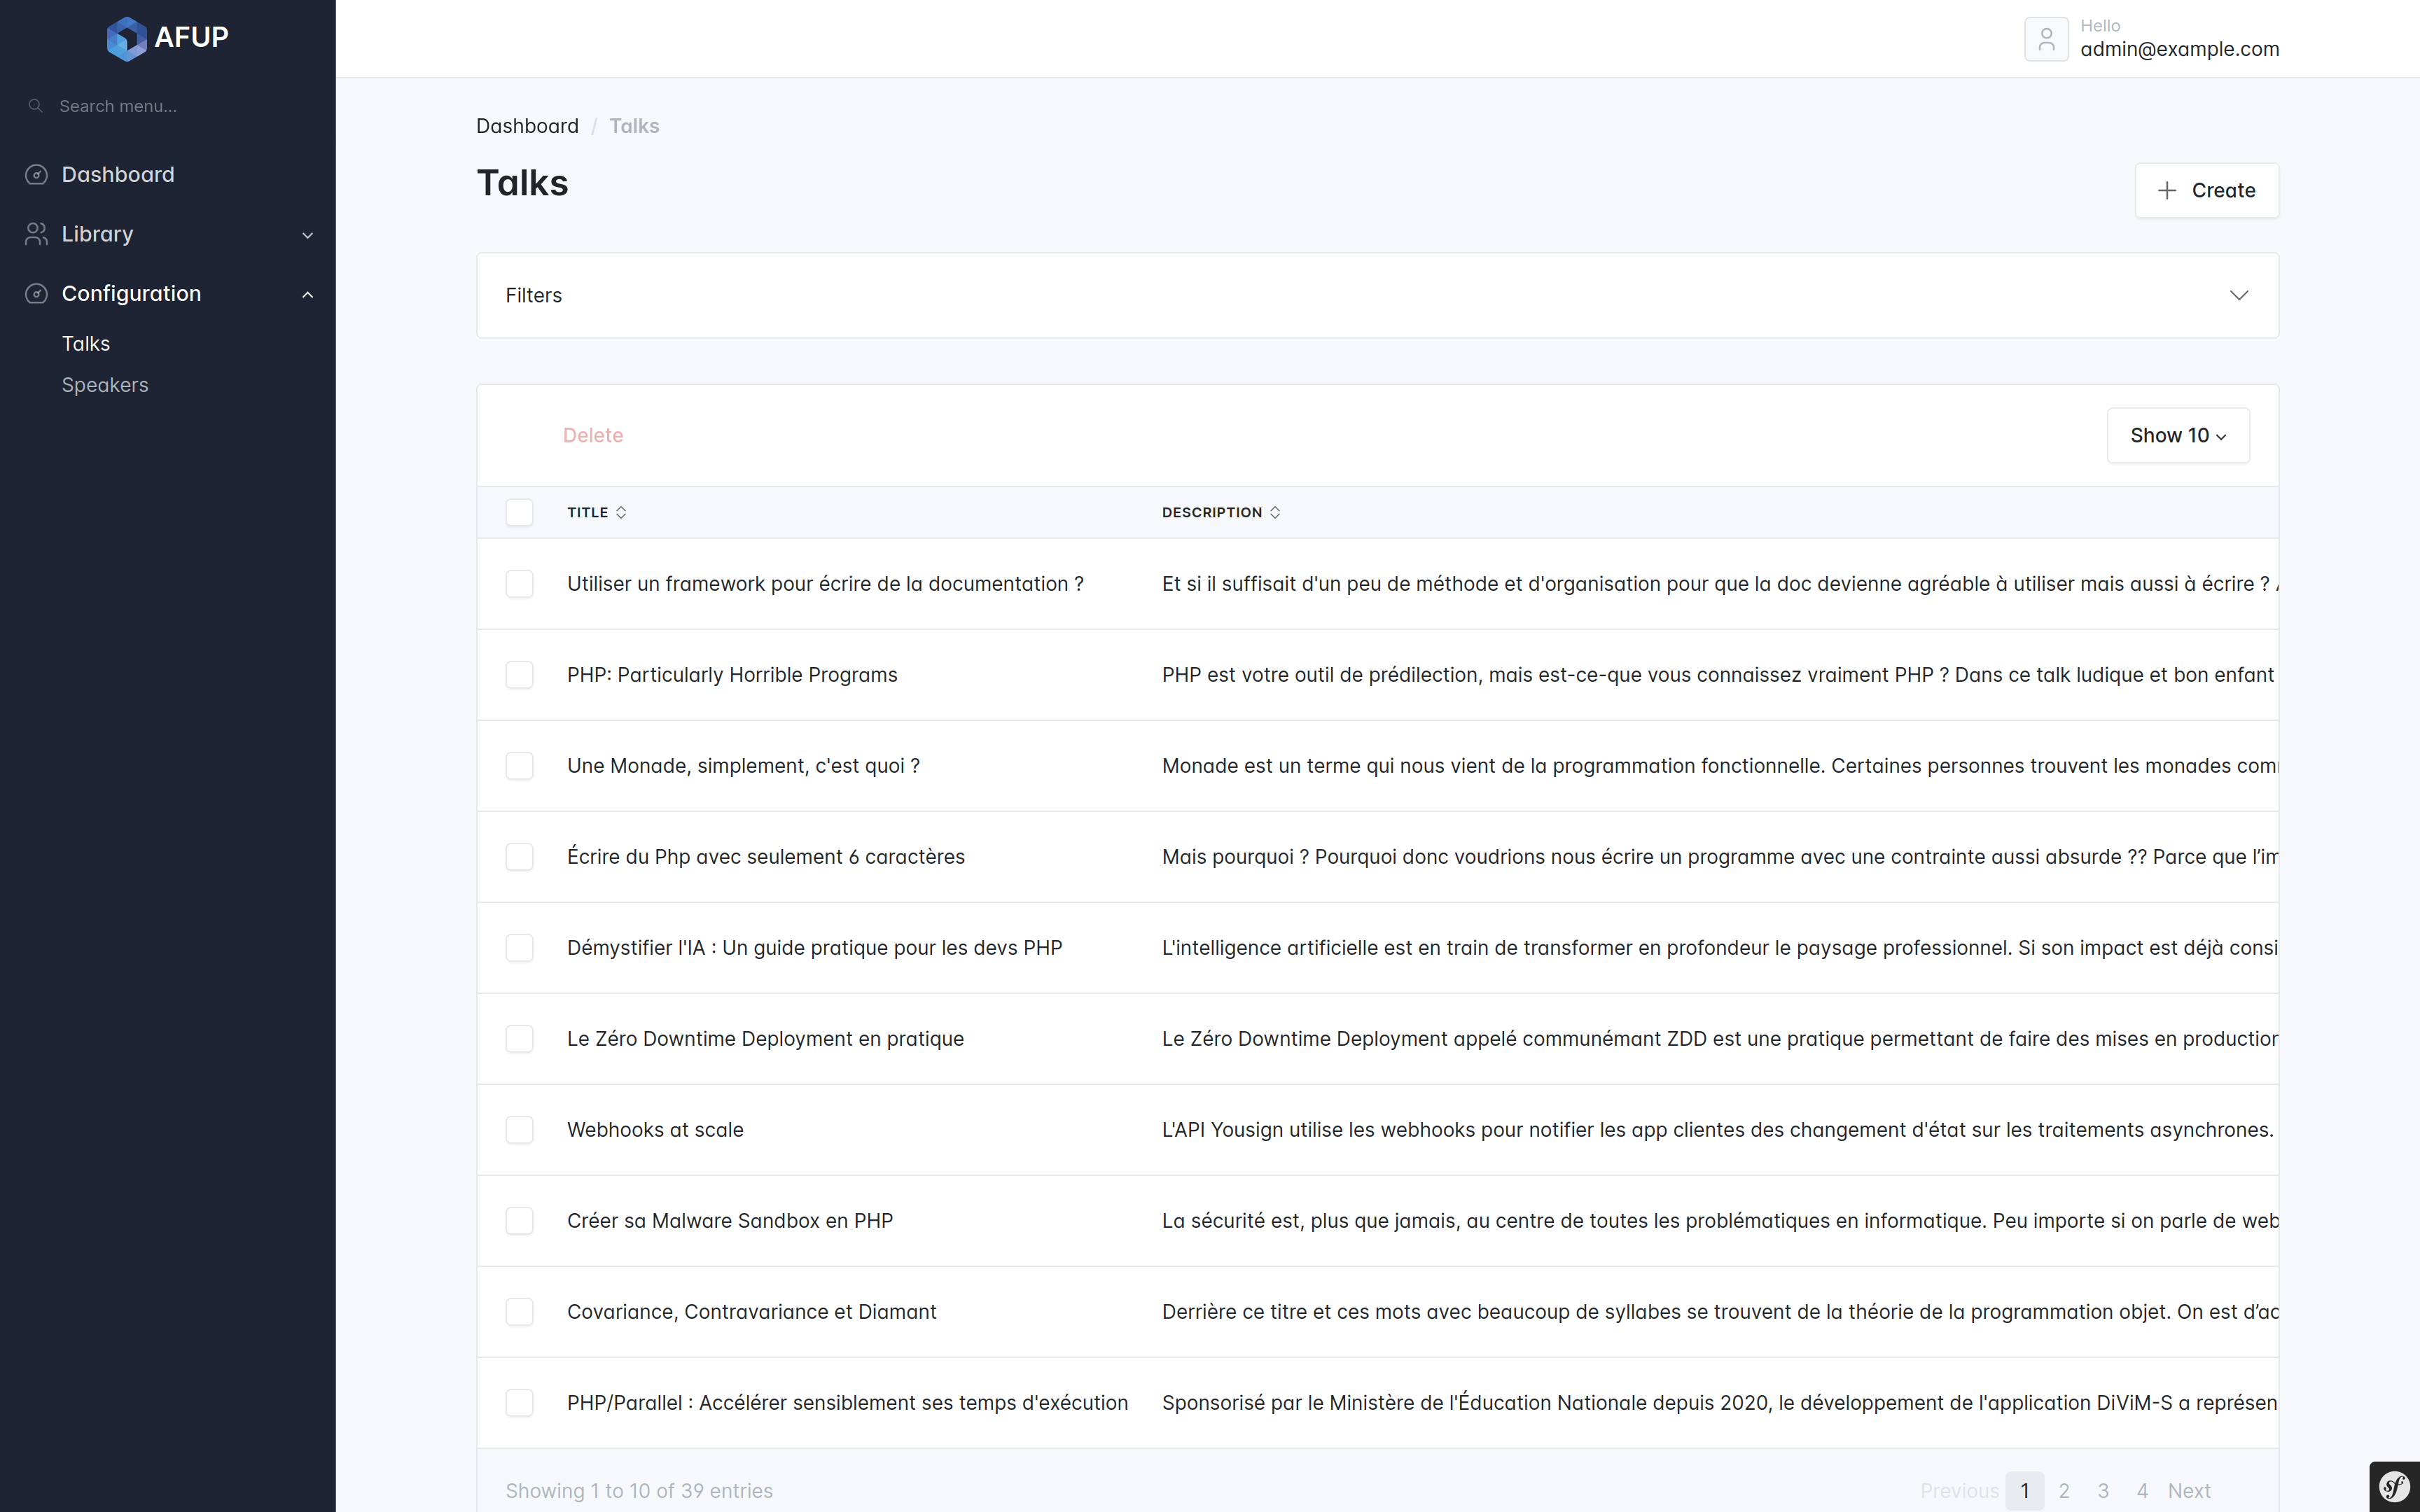 AFUP
Search menu...
Dashboard
Library
Configuration
Talks
Speakers
Hello
admin@example.com
Dashboard / Talks
Talks
Create
Filters
Delete
Show 10
TITLE DESCRIPTION
Utiliser un framework pour écrire de la documentation ? Et si il suffisait d'un peu de méthode et d'organisation pour que la doc devienne agréable à utiliser mais aussi à écrire ?
PHP: Particularly Horrible Programs PHP est votre outil de prédilection, mais est-ce-que vous connaissez vraiment PHP ? Dans ce talk ludique et bon enfant
Une Monade, simplement, c'est quoi ? Monade est un terme qui nous vient de la programmation fonctionnelle. Certaines personnes trouvent les monades com
Écrire du Php avec seulement 6 caractères Mais pourquoi ? Pourquoi donc voudrions nous écrire un programme avec une contrainte aussi absurde ?? Parce que l’im
Démystifier l'IA : Un guide pratique pour les devs PHP L'intelligence artificielle est en train de transformer en profondeur le paysage professionnel. Si son impact est déjà consi
Le Zéro Downtime Deployment en pratique Le Zéro Downtime Deployment appelé communémant ZDD est une pratique permettant de faire des mises en production
Webhooks at scale L'API Yousign utilise les webhooks pour notifier les app clientes des changement d'état sur les traitements asynchrones.
Créer sa Malware Sandbox en PHP La sécurité est, plus que jamais, au centre de toutes les problématiques en informatique. Peu importe si on parle de web
Covariance, Contravariance et Diamant Derrière ce titre et ces mots avec beaucoup de syllabes se trouvent de la théorie de la programmation objet. On est d’ac
PHP/Parallel : Accélérer sensiblement ses temps d'exécution Sponsorisé par le Ministère de l'Éducation Nationale depuis 2020, le développement de l'application DiViM-S a représen
Showing 1 to 10 of 39 entries Previous 1 2 3 4 Next
sf